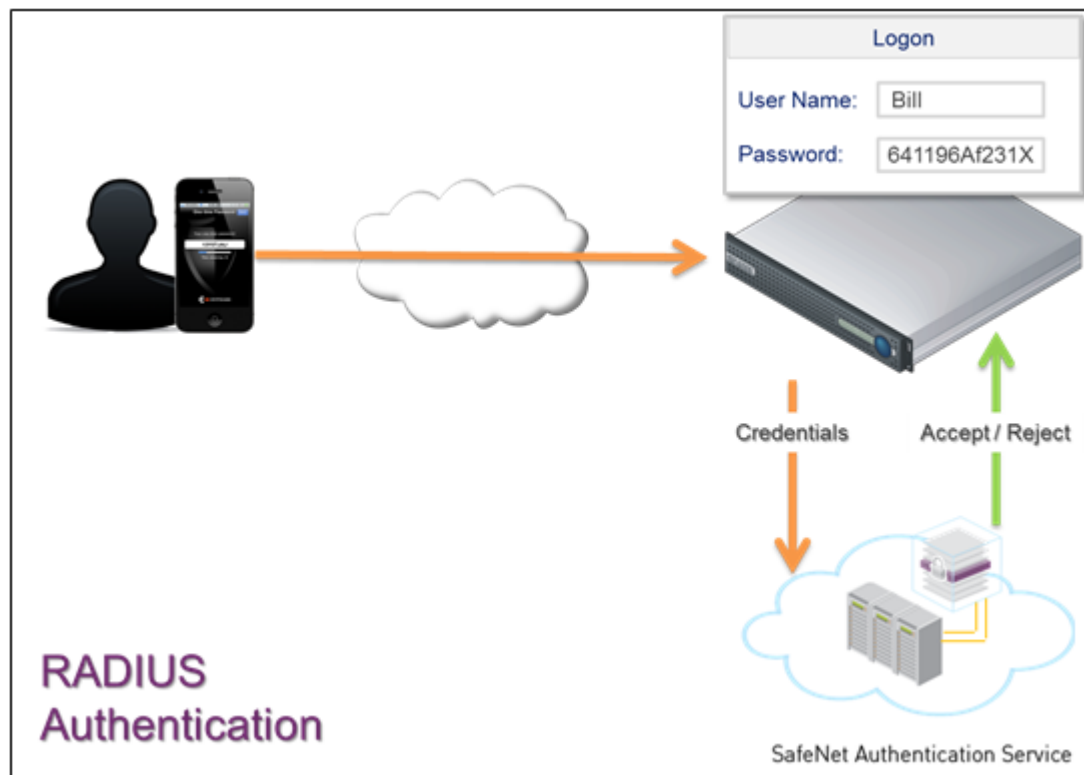 Logon
User Name: Bill
Password: 641196Af231X
Credentials
Accept / Reject
RADIUS
Authentication
SafeNet Authentication Service